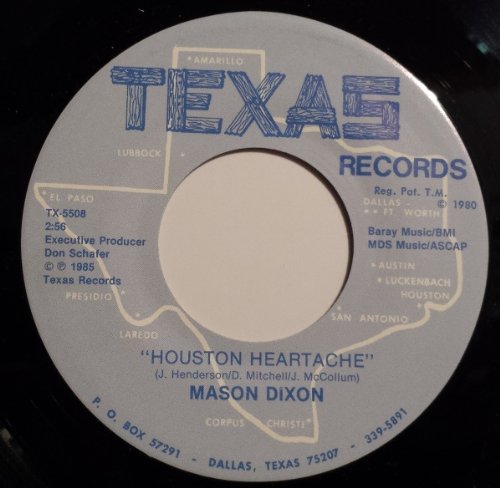 AMARILLO
TEXAS
RECORDS
LUBBOCK
Reg. Pat. T.M.
EL PASO
DALLAS -
© 1980
TX-5508
** FT. WORTH
2:56
Baray Music/BMI
Executive Producer
MDS Music/ASCAP
Don Schafer
© ℗ 1985
AUSTIN
Texas Records
LUCKENBACH
PRESIDIO
HOUSTON
SAN ANTONIO
LAREDO
"HOUSTON HEARTACHE"
(J. Henderson/D. Mitchell/J. McCollum)
MASON DIXON
CORPUS CHRISTI
P. O. BOX 57291 - DALLAS, TEXAS 75207 - 339-5891